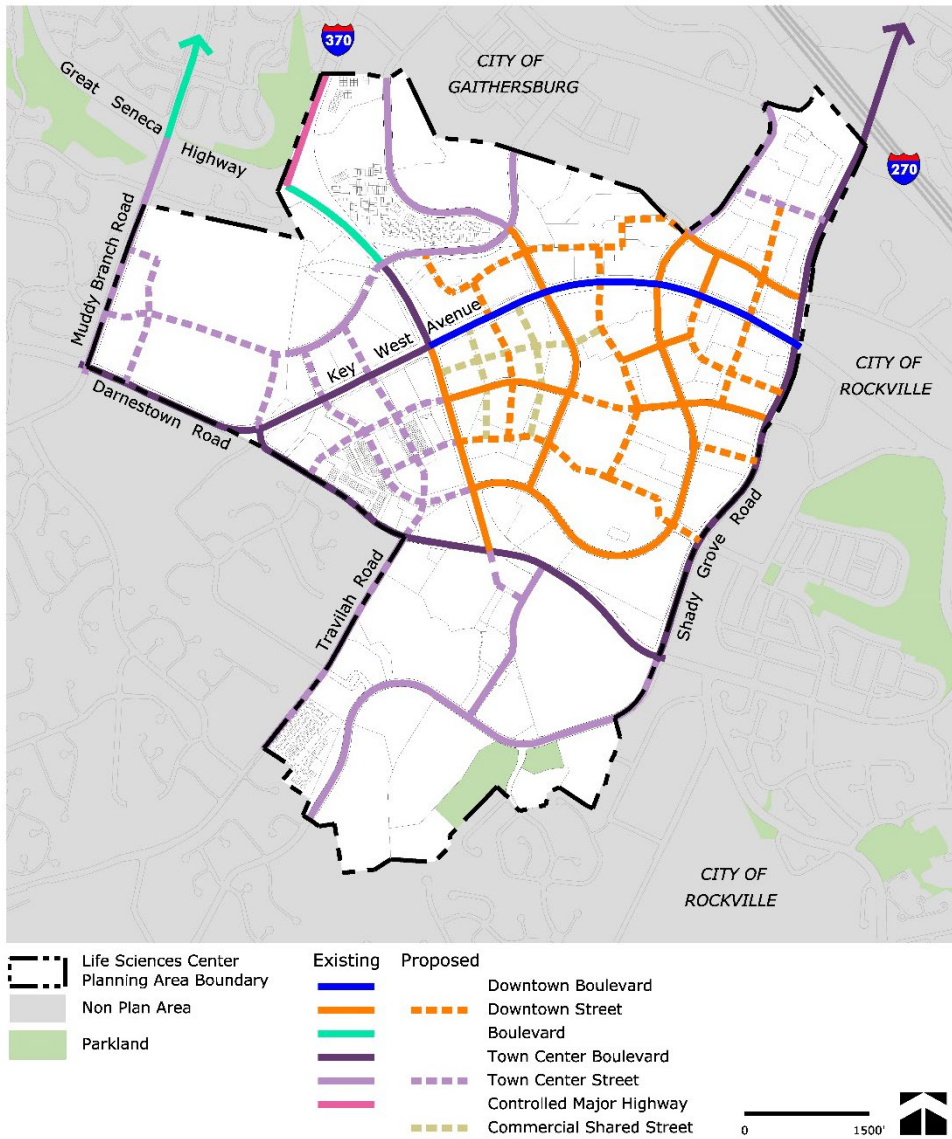 370
CITY OF
GAITHERSBURG
Great Seneca
Highway
270
Muddy Branch Road
Key West Avenue
CITY OF
ROCKVILLE
Darnestown Road
Shady Grove Road
Travilah Road
CITY OF
ROCKVILLE
Life Sciences Center
Planning Area Boundary
Non Plan Area
Parkland
Existing Proposed
Downtown Boulevard
Downtown Street
Boulevard
Town Center Boulevard
Town Center Street
Controlled Major Highway
Commercial Shared Street
0 1500'